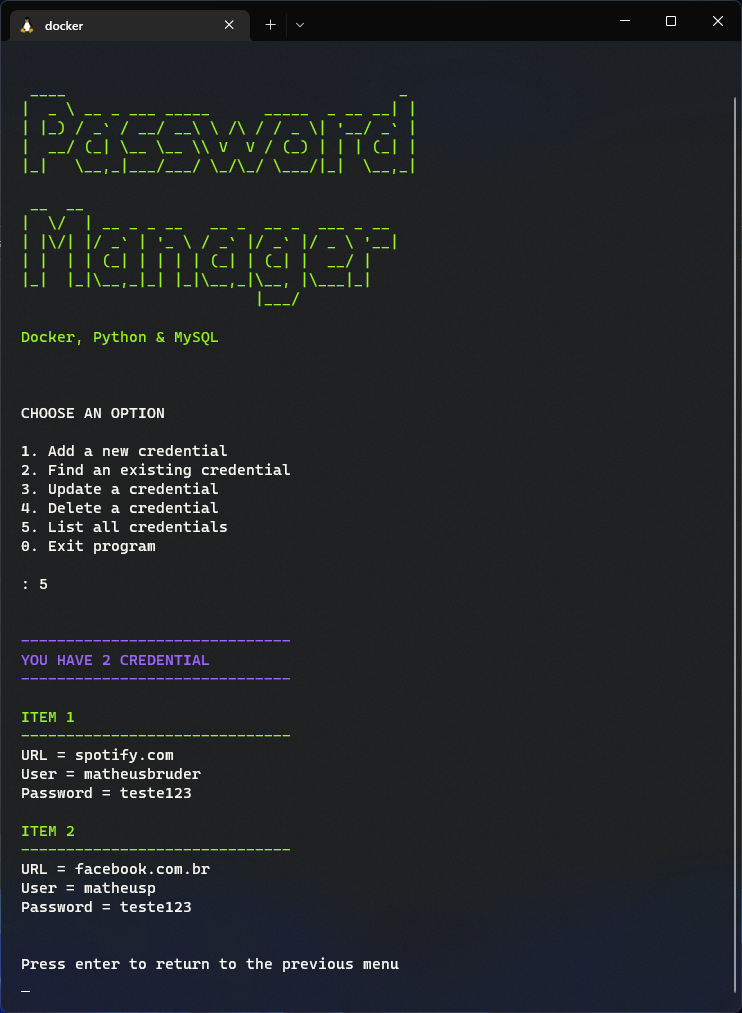 docker
Password
Manager
Docker, Python & MySQL
CHOOSE AN OPTION
1. Add a new credential
2. Find an existing credential
3. Update a credential
4. Delete a credential
5. List all credentials
0. Exit program
: 5
------------------------------
YOU HAVE 2 CREDENTIAL
------------------------------
ITEM 1
------------------------------
URL = spotify.com
User = matheusbruder
Password = teste123
ITEM 2
------------------------------
URL = facebook.com.br
User = matheusp
Password = teste123
Press enter to return to the previous menu
_